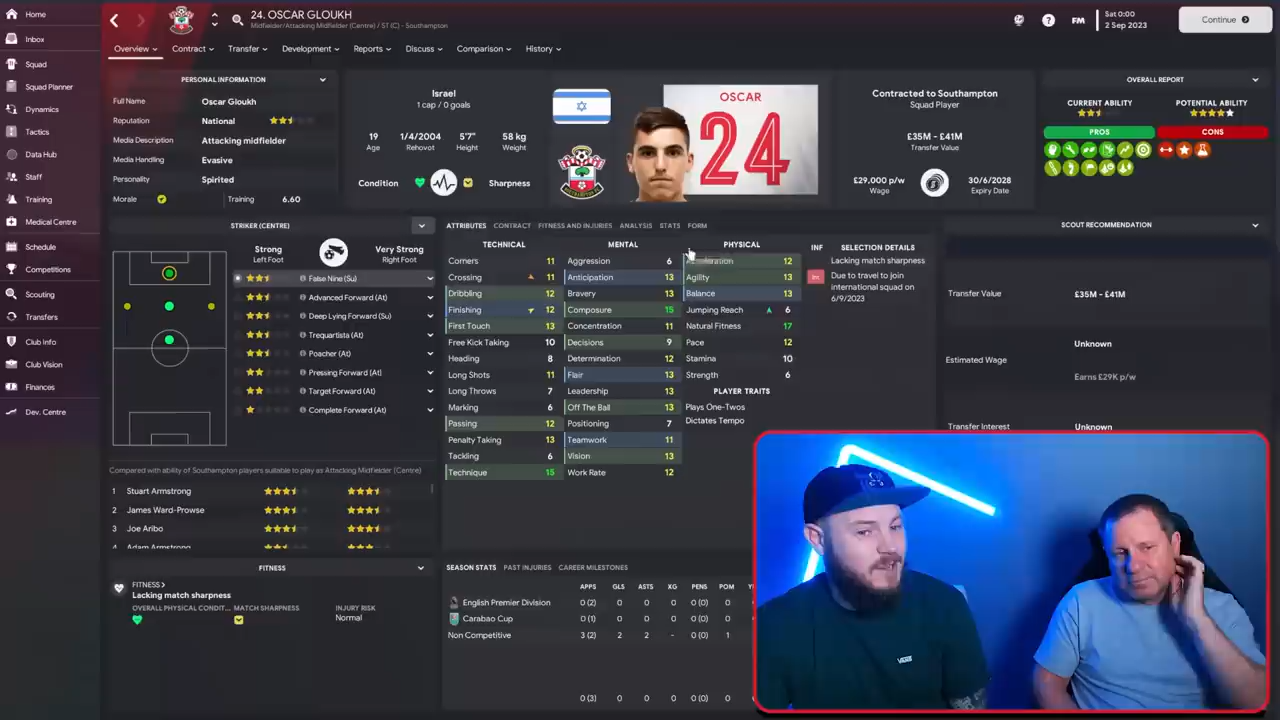 Home
Inbox
Squad
Squad Planner
Dynamics
Tactics
Data Hub
Staff
Training
Medical Centre
Schedule
Competitions
Scouting
Transfers
Club Info
Club Vision
Finances
Dev. Centre
24. OSCAR GLOUKH
Midfielder/Attacking Midfielder (Centre) / ST (C) - Southampton
FM
Sat 0:00
2 Sep 2023
Continue
Overview
Contract
Transfer
Development
Reports
Discuss
Comparison
History
PERSONAL INFORMATION
Full Name Oscar Gloukh
Reputation National
Media Description Attacking midfielder
Media Handling Evasive
Personality Spirited
Morale Training 6.60
Israel
1 cap / 0 goals
19 1/4/2004 5'7" 58 kg
Age Rehovot Height Weight
Condition Sharpness
OSCAR
24
Contracted to Southampton
Squad Player
£35M - £41M
Transfer Value
£29,000 p/w 30/6/2028
Wage Expiry Date
OVERALL REPORT
CURRENT ABILITY POTENTIAL ABILITY
PROS CONS
STRIKER (CENTRE)
Strong Very Strong
Left Foot Right Foot
False Nine (Su)
Advanced Forward (At)
Deep Lying Forward (Su)
Trequartista (At)
Poacher (At)
Pressing Forward (At)
Target Forward (At)
Complete Forward (At)
Compared with ability of Southampton players suitable to play as Attacking Midfielder (Centre)
1 Stuart Armstrong
2 James Ward-Prowse
3 Joe Aribo
4 Adam Armstrong
FITNESS
FITNESS >
Lacking match sharpness
OVERALL PHYSICAL CONDIT... MATCH SHARPNESS
INJURY RISK
Normal
ATTRIBUTES CONTRACT FITNESS AND INJURIES ANALYSIS STATS FORM
TECHNICAL
Corners 11
Crossing 11
Dribbling 12
Finishing 12
First Touch 13
Free Kick Taking 10
Heading 8
Long Shots 11
Long Throws 7
Marking 6
Passing 12
Penalty Taking 13
Tackling 6
Technique 15
MENTAL
Aggression 6
Anticipation 13
Bravery 13
Composure 15
Concentration 11
Decisions 9
Determination 12
Flair 13
Leadership 13
Off The Ball 13
Positioning 7
Teamwork 11
Vision 13
Work Rate 12
PHYSICAL
12
Agility 13
Balance 13
Jumping Reach 6
Natural Fitness 17
Pace 12
Stamina 10
Strength 6
PLAYER TRAITS
Plays One-Twos
Dictates Tempo
INF SELECTION DETAILS
Lacking match sharpness
Due to travel to join
international squad on
6/9/2023
SCOUT RECOMMENDATION
Transfer Value £35M - £41M
Estimated Wage
Unknown
Earns £29K p/w
Transfer Interest Unknown
SEASON STATS PAST INJURIES CAREER MILESTONES
APPS GLS ASTS XG PENS POM
English Premier Division 0 (2) 0 0 0 0 (0) 0
Carabao Cup 0 (1) 0 0 0 0 (0) 0
Non Competitive 3 (2) 2 2 - 0 (0) 1
0 (3) 0 0 0 0 (0) 0
VANS